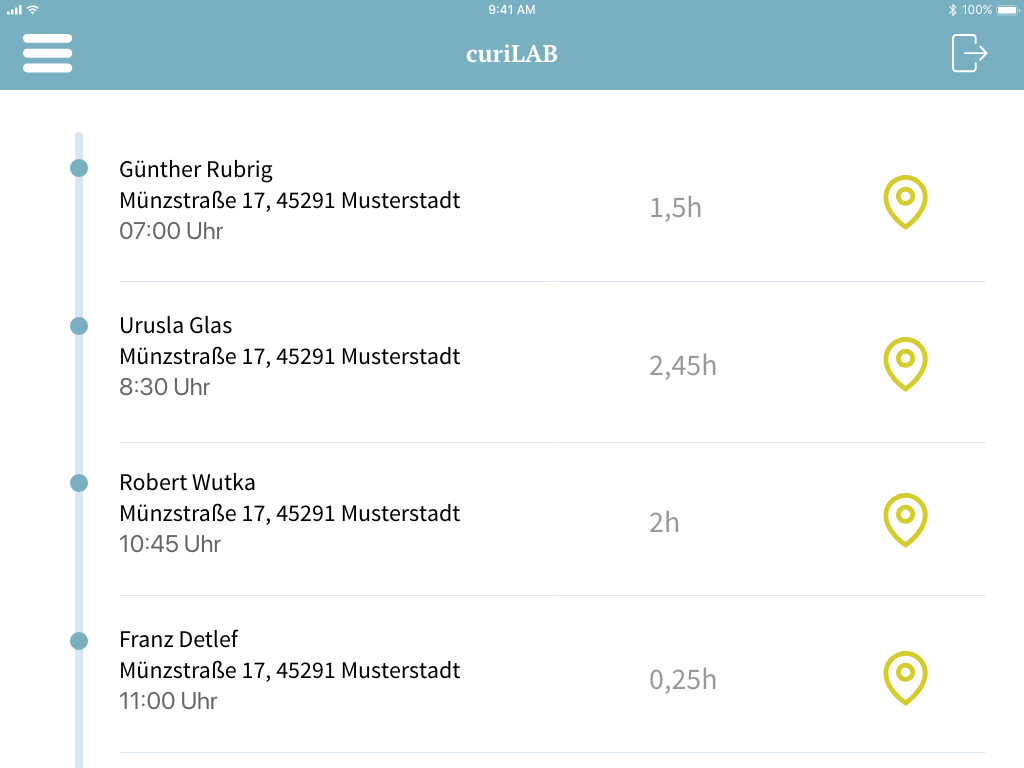 9:41 AM
100%
curiLAB
Günther Rubrig
Münzstraße 17, 45291 Musterstadt
07:00 Uhr
1,5h
Urusla Glas
Münzstraße 17, 45291 Musterstadt
8:30 Uhr
2,45h
Robert Wutka
Münzstraße 17, 45291 Musterstadt
10:45 Uhr
2h
Franz Detlef
Münzstraße 17, 45291 Musterstadt
11:00 Uhr
0,25h